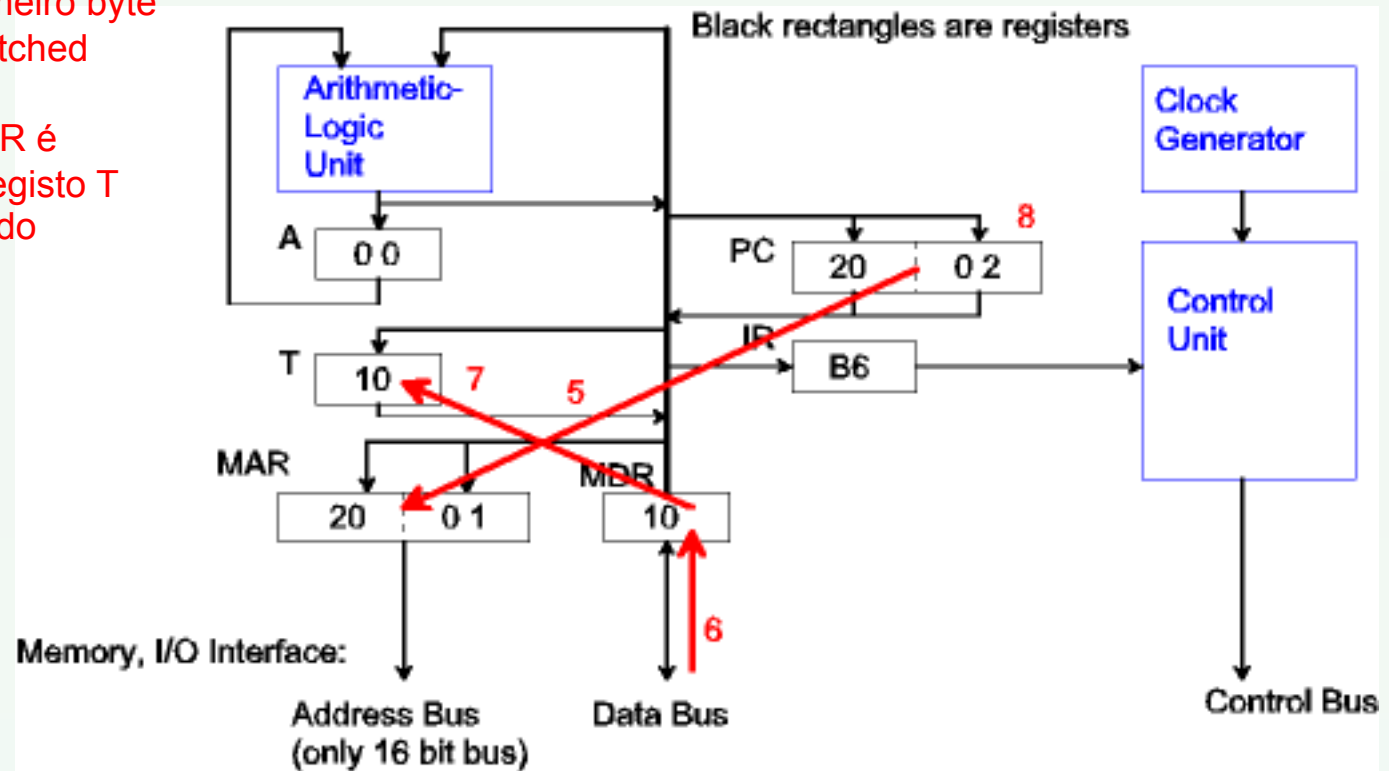 neiro byte
tched
R é
egisto T
do
Black rectangles are registers
Arithmetic-
Logic
Unit
Clock
Generator
A
0 0
PC
20
0 2
8
Control
Unit
T
10
7
5
IR
B6
MAR
20
0 1
MDR
10
6
Memory, I/O Interface:
Address Bus
(only 16 bit bus)
Data Bus
Control Bus